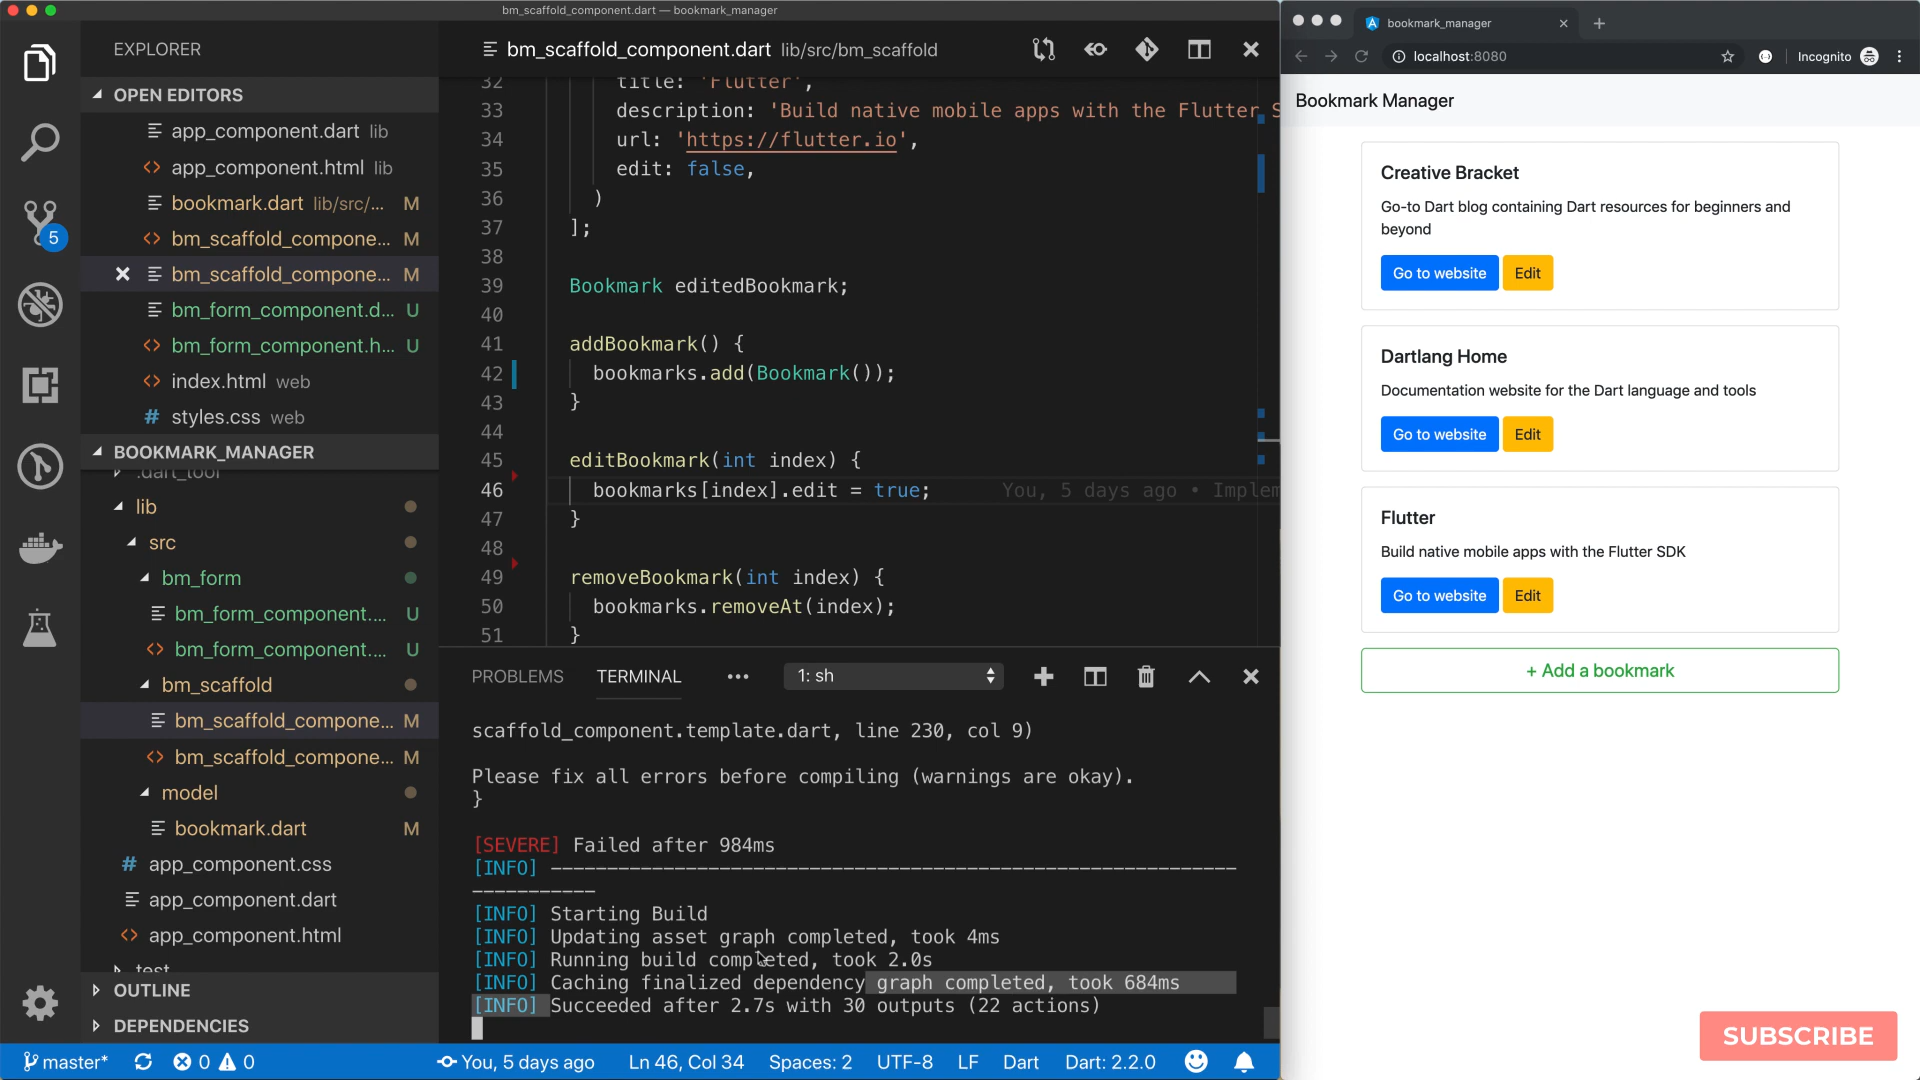 bm_scaffold_component.dart — bookmark_manager
EXPLORER
OPEN EDITORS
app_component.dart lib
app_component.html lib
bookmark.dart lib/src/... M
bm_scaffold_compone... M
bm_scaffold_compone... M
bm_form_component.d... U
bm_form_component.h... U
index.html web
# styles.css web
BOOKMARK_MANAGER
.dart_tool
lib
src
bm_form
bm_form_component.... U
bm_form_component.... U
bm_scaffold
bm_scaffold_compone... M
bm_scaffold_compone... M
model
bookmark.dart M
# app_component.css
app_component.dart
app_component.html
test
OUTLINE
DEPENDENCIES
5
bm_scaffold_component.dart lib/src/bm_scaffold
32 title: 'Flutter',
33 description: 'Build native mobile apps with the Flutter S
34 url: 'https://flutter.io',
35 edit: false,
36 )
37 ];
38
39 Bookmark editedBookmark;
40
41 addBookmark() {
42 bookmarks.add(Bookmark());
43 }
44
45 editBookmark(int index) {
46 bookmarks[index].edit = true; You, 5 days ago • Implem
47 }
48
49 removeBookmark(int index) {
50 bookmarks.removeAt(index);
51 }
PROBLEMS TERMINAL ••• 1: sh
scaffold_component.template.dart, line 230, col 9)
Please fix all errors before compiling (warnings are okay).
}
[SEVERE] Failed after 984ms
[INFO] -------------------------------------------------------------
-----------
[INFO] Starting Build
[INFO] Updating asset graph completed, took 4ms
[INFO] Running build completed, took 2.0s
[INFO] Caching finalized dependency graph completed, took 684ms
[INFO] Succeeded after 2.7s with 30 outputs (22 actions)
master* 0 0 You, 5 days ago Ln 46, Col 34 Spaces: 2 UTF-8 LF Dart Dart: 2.2.0
bookmark_manager
localhost:8080 Incognito
Bookmark Manager
Creative Bracket
Go-to Dart blog containing Dart resources for beginners and
beyond
Go to website Edit
Dartlang Home
Documentation website for the Dart language and tools
Go to website Edit
Flutter
Build native mobile apps with the Flutter SDK
Go to website Edit
+ Add a bookmark
SUBSCRIBE